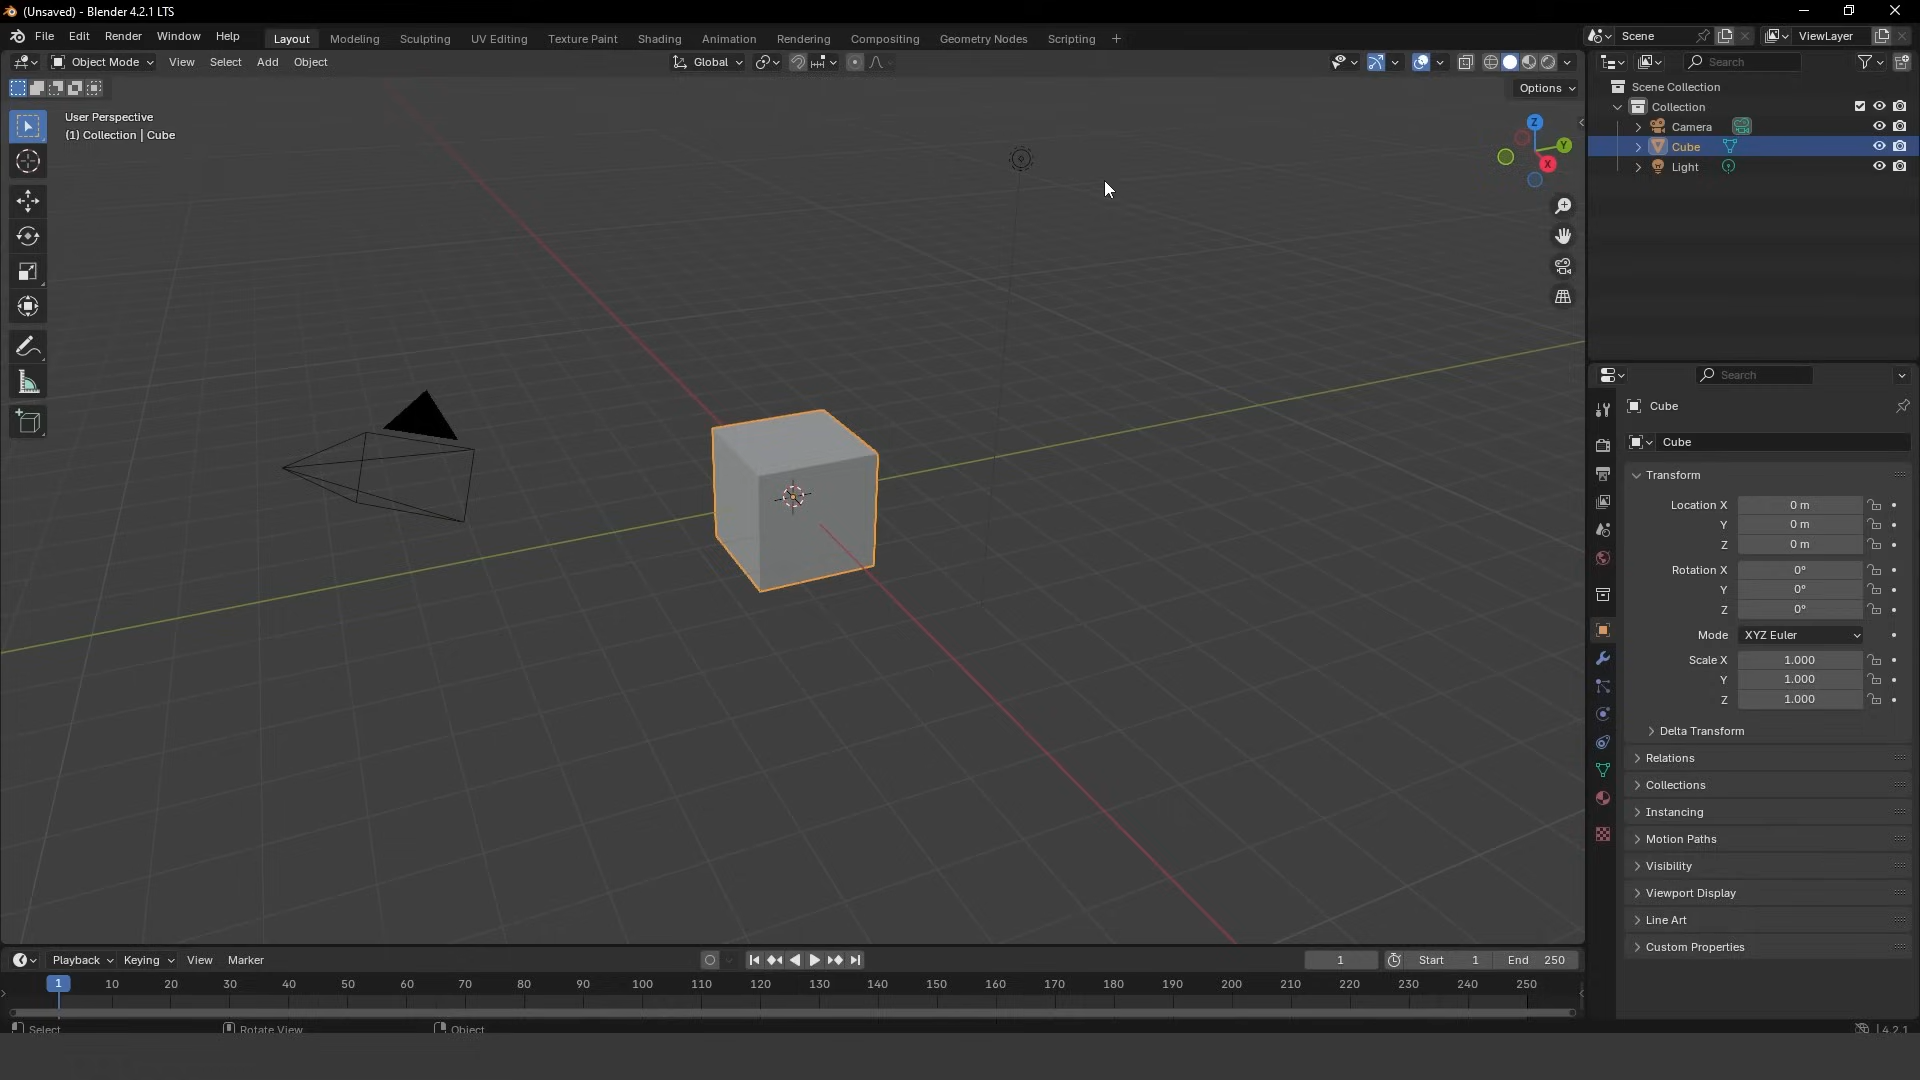 (Unsaved) - Blender 4.2.1 LTS
File Edit Render Window Help Layout Modeling Sculpting UV Editing Texture Paint Shading Animation Rendering Compositing Geometry Nodes Scripting + Scene ViewLayer
Object Mode View Select Add Object Global Search
Options
User Perspective
(1) Collection | Cube
Z
Y
X
Scene Collection
Collection
Camera
Cube
Light
Search
Cube
Cube
Transform
Location X 0 m
Y 0 m
Z 0 m
Rotation X 0°
Y 0°
Z 0°
Mode XYZ Euler
Scale X 1.000
Y 1.000
Z 1.000
Delta Transform
Relations
Collections
Instancing
Motion Paths
Visibility
Viewport Display
Line Art
Custom Properties
Playback Keying View Marker 1 Start 1 End 250
1 10 20 30 40 50 60 70 80 90 100 110 120 130 140 150 160 170 180 190 200 210 220 230 240 250
Select Rotate View Object 4.2.1